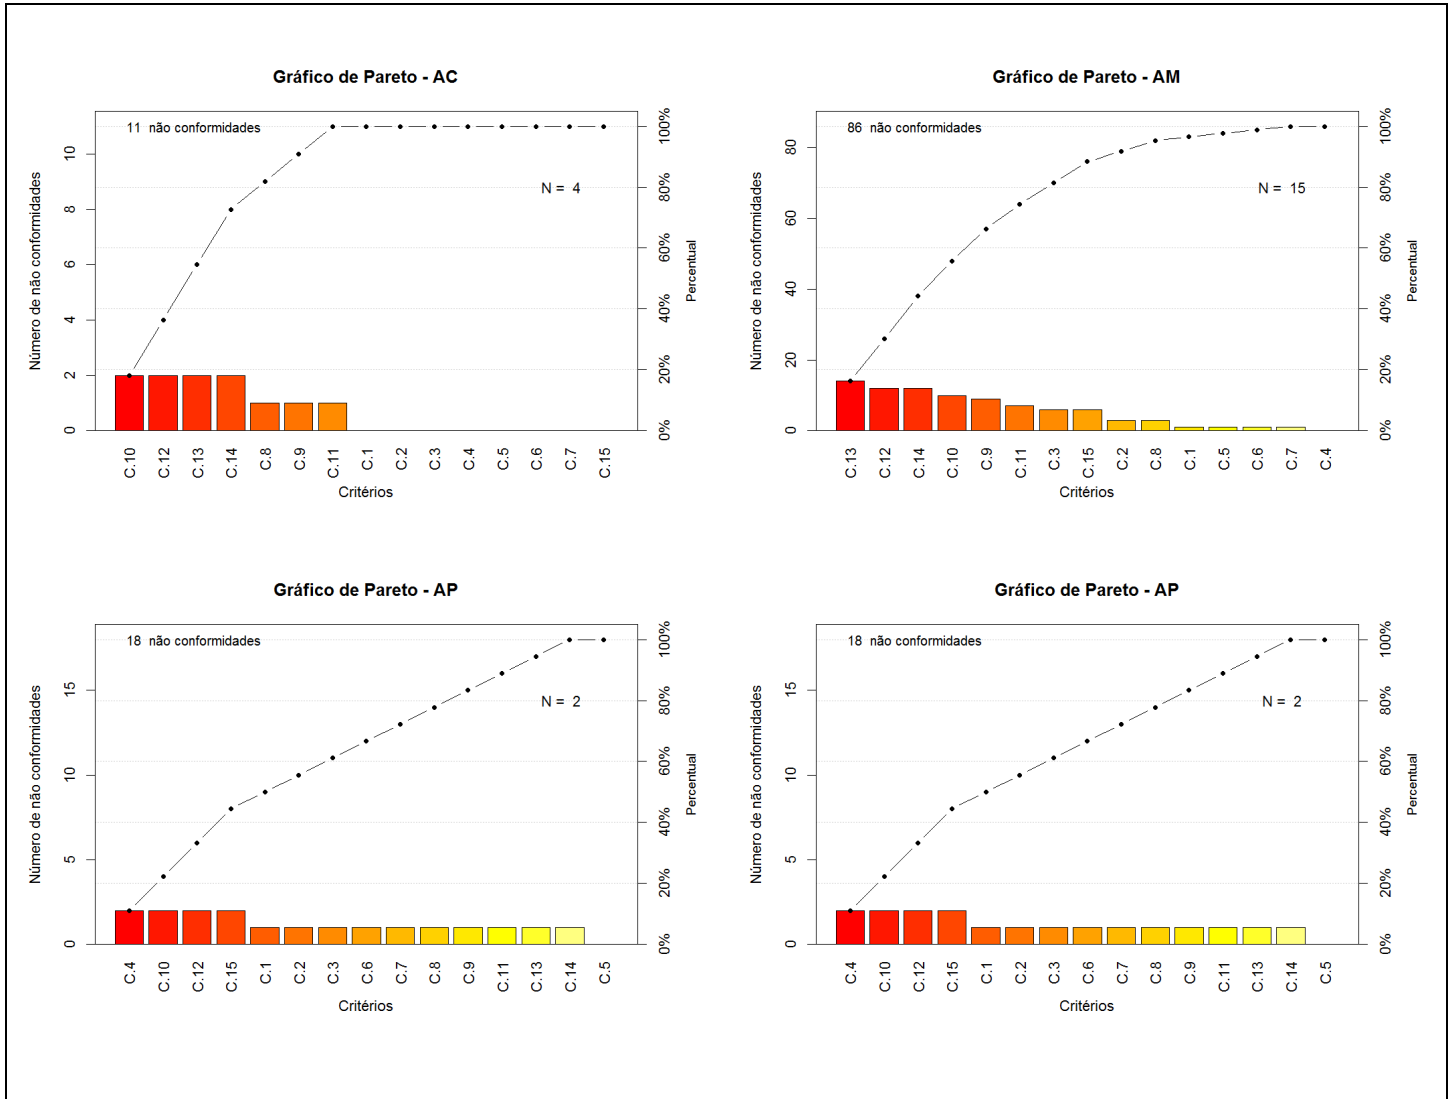 Gráfico de Pareto - AC
11 não conformidades
N = 4
Número de não conformidades
0
2
4
6
8
10
0%
20%
40%
60%
80%
100%
Percentual
C.10
C.12
C.13
C.14
C.8
C.9
C.11
C.1
C.2
C.3
C.4
C.5
C.6
C.7
C.15
Critérios
Gráfico de Pareto - AM
86 não conformidades
N = 15
Número de não conformidades
0
20
40
60
80
0%
20%
40%
60%
80%
100%
Percentual
C.13
C.12
C.14
C.10
C.9
C.11
C.3
C.15
C.2
C.8
C.1
C.5
C.6
C.7
C.4
Critérios
Gráfico de Pareto - AP
18 não conformidades
N = 2
Número de não conformidades
0
5
10
15
0%
20%
40%
60%
80%
100%
Percentual
C.4
C.10
C.12
C.15
C.1
C.2
C.3
C.6
C.7
C.8
C.9
C.11
C.13
C.14
C.5
Critérios
Gráfico de Pareto - AP
18 não conformidades
N = 2
Número de não conformidades
0
5
10
15
0%
20%
40%
60%
80%
100%
Percentual
C.4
C.10
C.12
C.15
C.1
C.2
C.3
C.6
C.7
C.8
C.9
C.11
C.13
C.14
C.5
Critérios